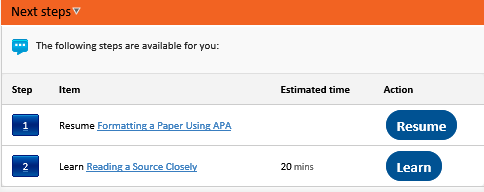 Next steps
The following steps are available for you:
Step Item Estimated time Action
1 Resume Formatting a Paper Using APA Resume
2 Learn Reading a Source Closely 20 mins Learn